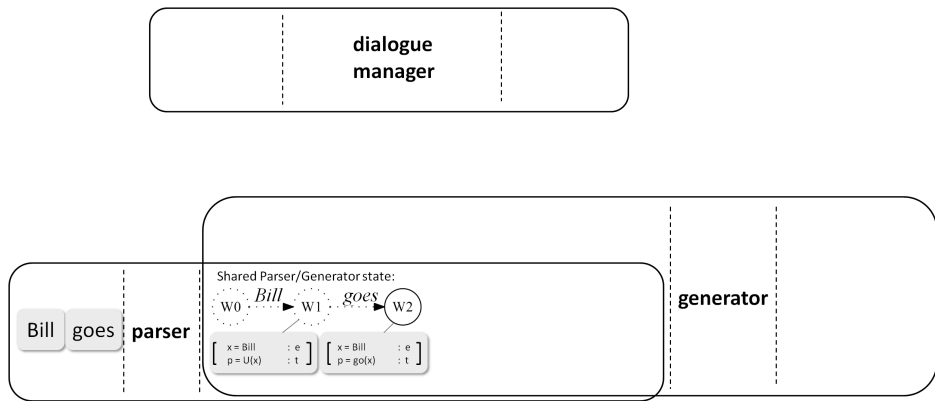 dialogue
manager
Shared Parser/Generator state:
Bill goes
W0 W1 W2
Bill goes parser generator
x = Bill : e x = Bill : e
p = U(x) : t p = go(x) : t